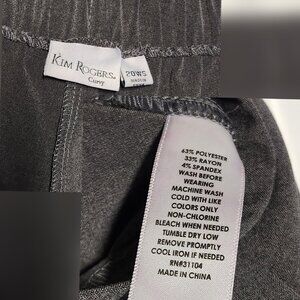 KIM ROGERS
Curvy
20WS
63% POLYESTER
33% RAYON
4% SPANDEX
WASH BEFORE
WEARING
MACHINE WASH
COLD WITH LIKE
COLORS ONLY
NON-CHLORINE
BLEACH WHEN NEEDED
TUMBLE DRY LOW
REMOVE PROMPTLY
COOL IRON IF NEEDED
RN#31104
MADE IN CHINA